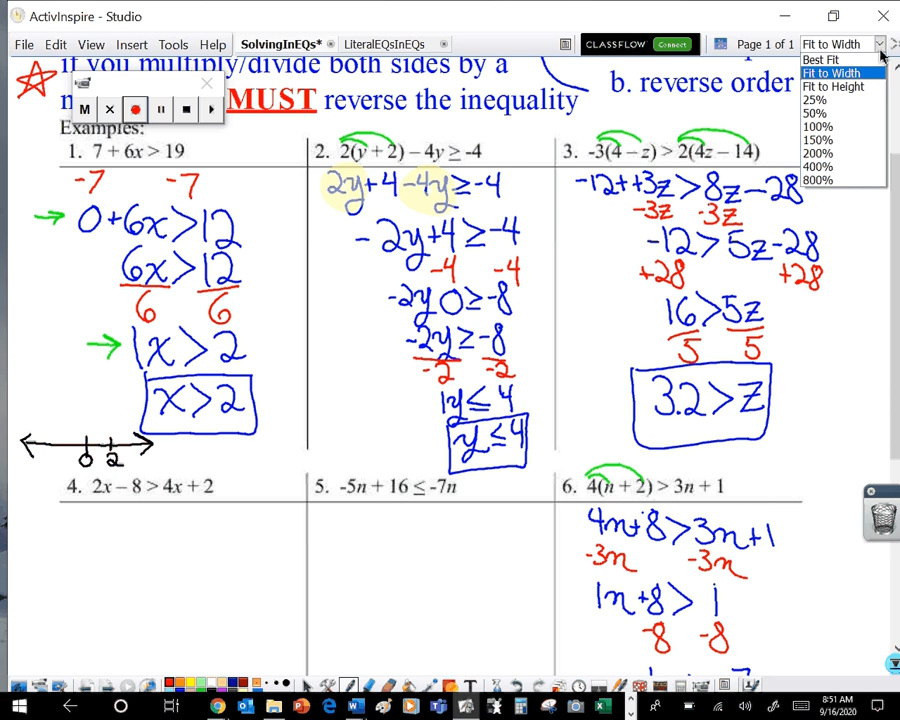 ActivInspire - Studio
File Edit View Insert Tools Help SolvingInEQs* LiteralEQsInEQs CLASSFLOW Connect Page 1 of 1 Fit to Width
Best Fit
Fit to Width
Fit to Height
25%
50%
100%
150%
200%
400%
800%
if you multiply/divide both sides by a
MUST reverse the inequality
b. reverse order
M
Examples:
1. 7 + 6x > 19
-7 -7
0+6x>12
6x>12
6 6
1x>2
x>2
0 2
2. 2(y + 2) – 4y ≥ -4
2y+4-4y≥-4
-2y+4≥-4
-4 -4
-2y 0≥-8
-2y≥-8
-2 -2
1y≤4
y≤4
3. -3(4 – z) > 2(4z – 14)
-12++3z>8z-28
-3z -3z
-12>5z-28
+28 +28
16>5z
5 5
3.2>z
4. 2x – 8 > 4x + 2
5. -5n + 16 ≤ -7n
6. 4(n + 2) > 3n + 1
4n+8>3n+1
-3n -3n
1n+8>1
-8 -8
8:51 AM
9/16/2020